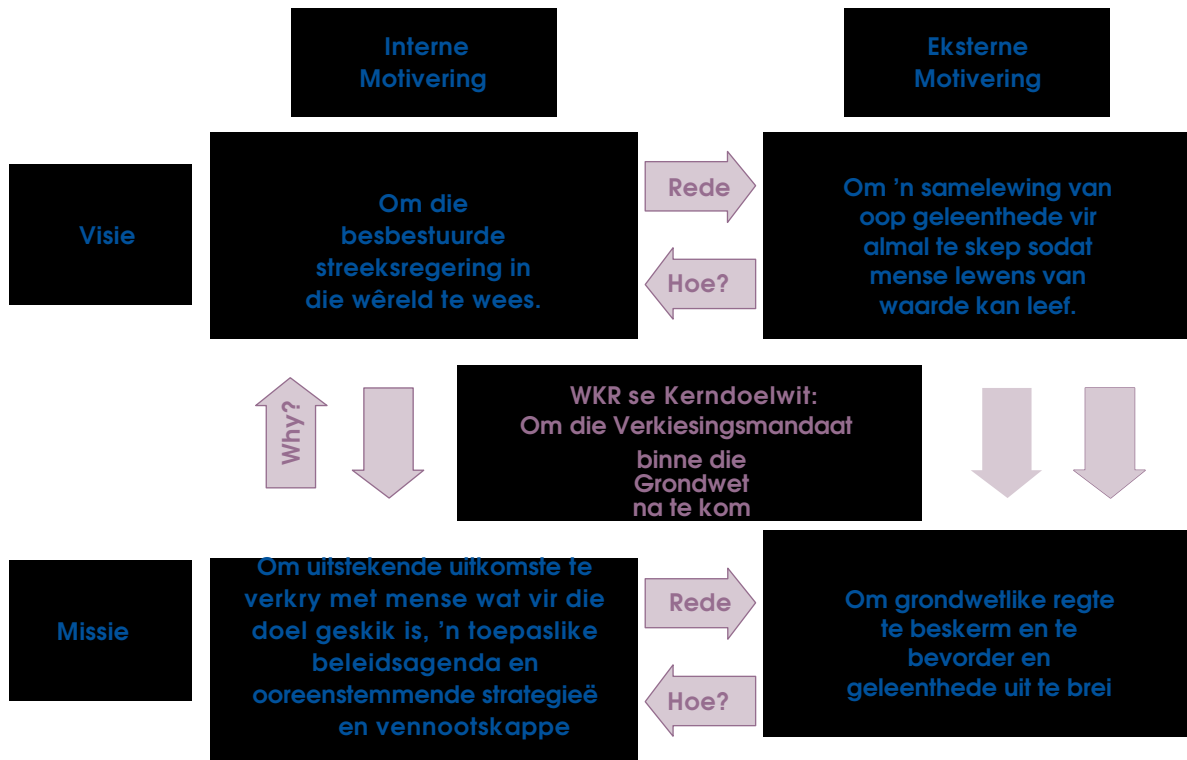 Interne
Motivering
Eksterne
Motivering
Visie
Om die
besbestuurde
streeksregering in
die wêreld te wees.
Rede
Hoe?
Om ’n samelewing van
oop geleenthede vir
almal te skep sodat
mense lewens van
waarde kan leef.
Why?
WKR se Kerndoelwit:
Om die Verkiesingsmandaat
binne die
Grondwet
na te kom
Missie
Om uitstekende uitkomste te
verkry met mense wat vir die
doel geskik is, ’n toepaslike
beleidsagenda en
ooreenstemmende strategieë
en vennootskappe
Rede
Hoe?
Om grondwetlike regte
te beskerm en te
bevorder en
geleenthede uit te brei